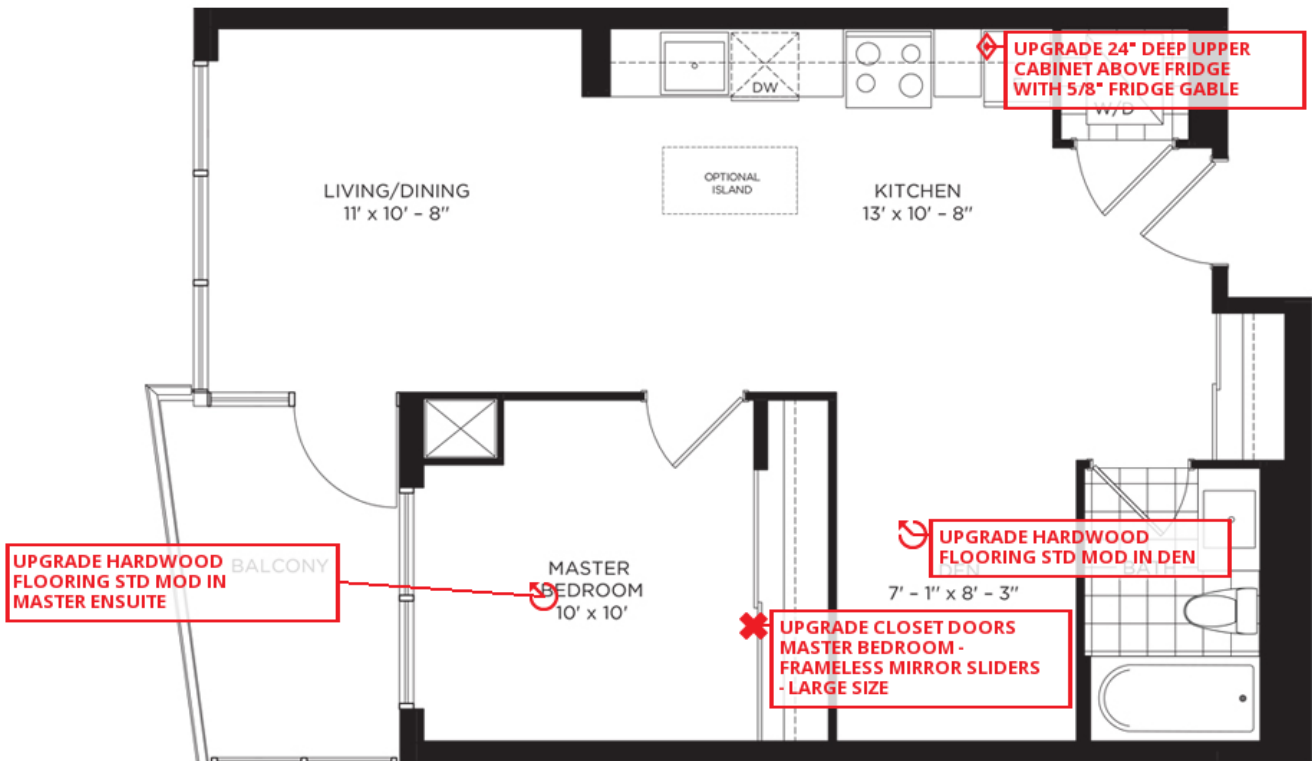 UPGRADE 24" DEEP UPPER
CABINET ABOVE FRIDGE
WITH 5/8" FRIDGE GABLE
DW
W/D
OPTIONAL
ISLAND
LIVING/DINING
11' x 10' – 8"
KITCHEN
13' x 10' – 8"
UPGRADE HARDWOOD
FLOORING STD MOD IN
MASTER ENSUITE
BALCONY
MASTER
BEDROOM
10' x 10'
UPGRADE HARDWOOD
FLOORING STD MOD IN DEN
DEN
BATH
7' – 1" x 8' – 3"
UPGRADE CLOSET DOORS
MASTER BEDROOM -
FRAMELESS MIRROR SLIDERS
- LARGE SIZE